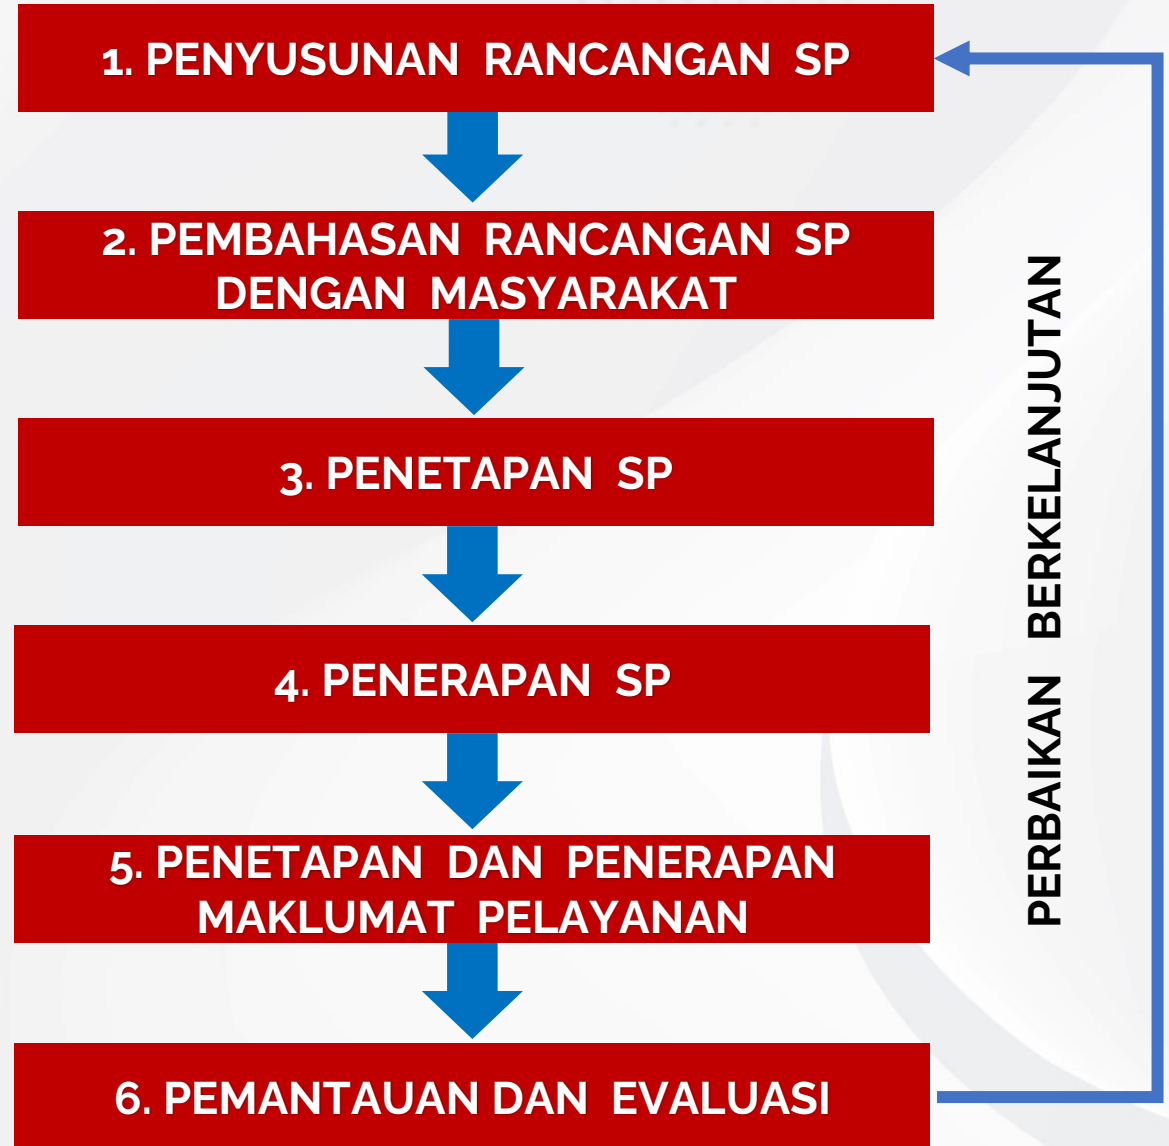 1. PENYUSUNAN RANCANGAN SP
2. PEMBAHASAN RANCANGAN SP
DENGAN MASYARAKAT
3. PENETAPAN SP
4. PENERAPAN SP
5. PENETAPAN DAN PENERAPAN
MAKLUMAT PELAYANAN
6. PEMANTAUAN DAN EVALUASI
PERBAIKAN BERKELANJUTAN